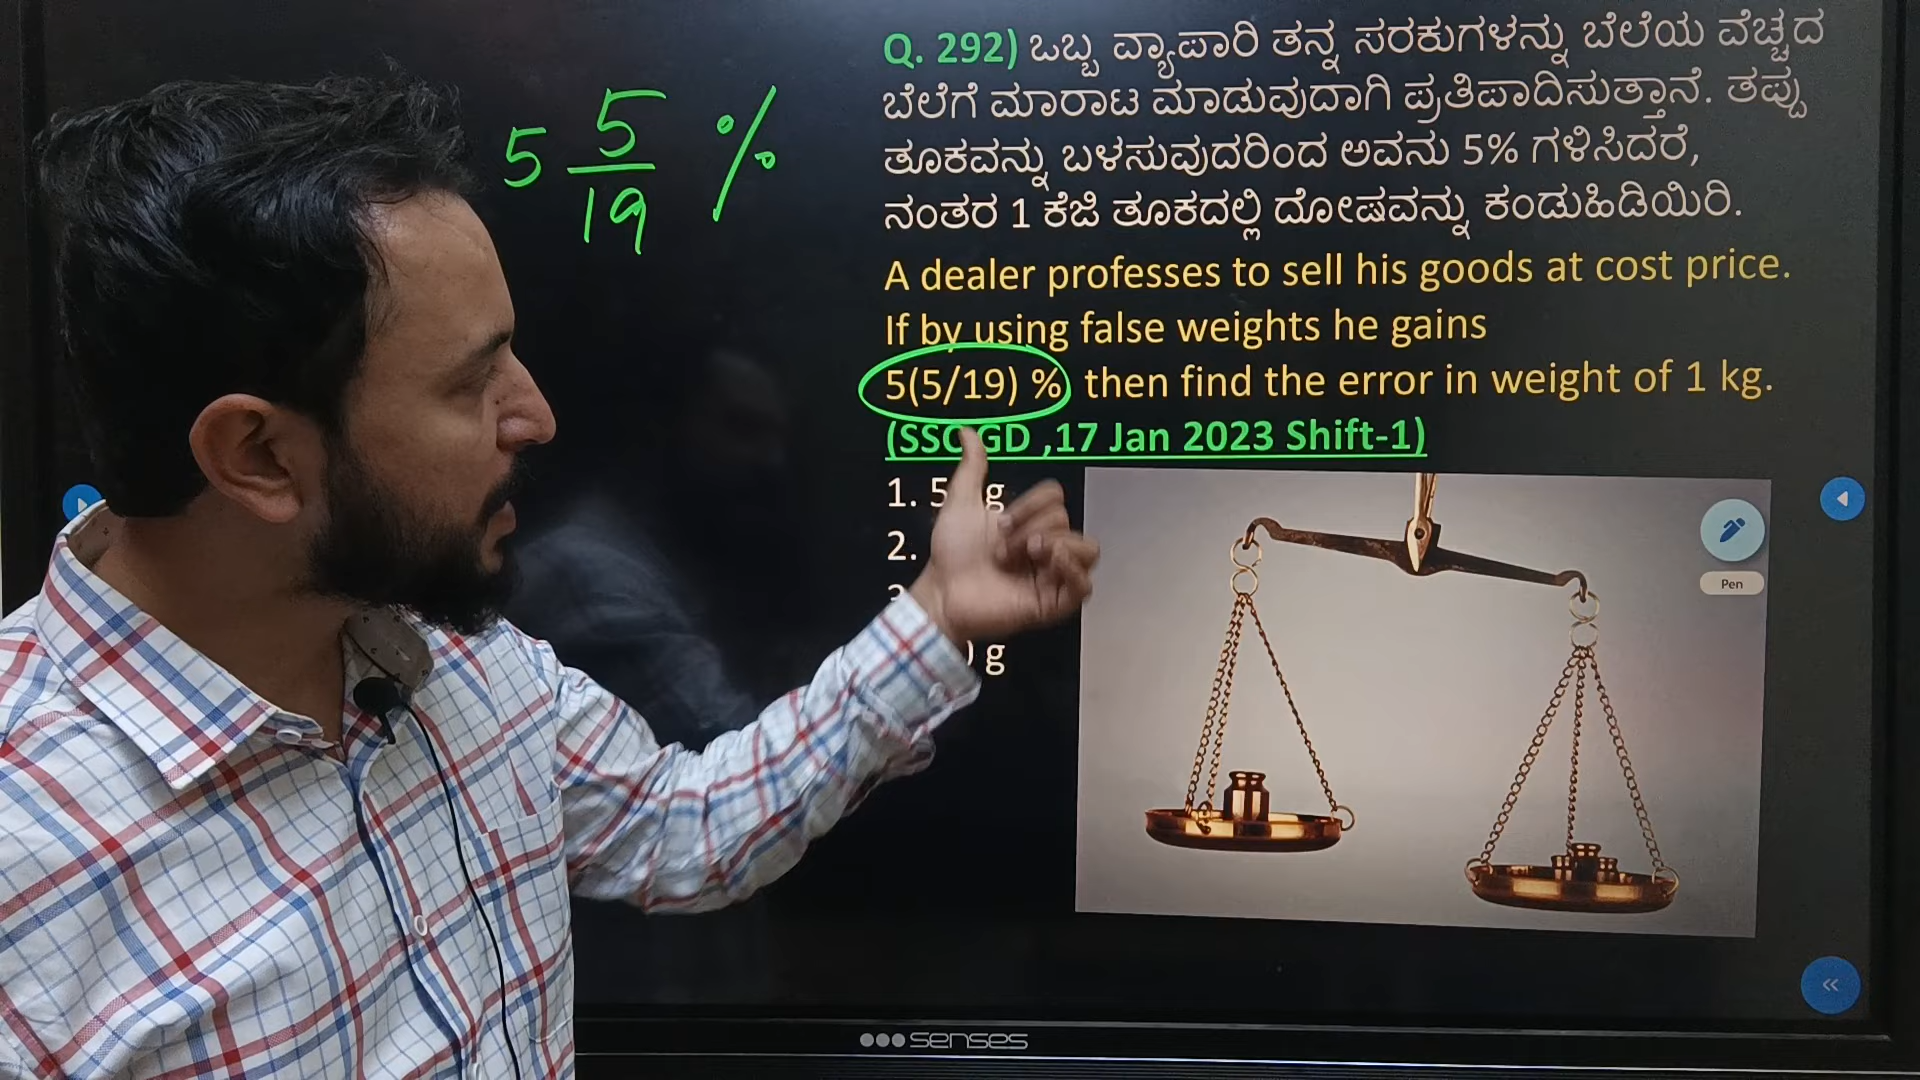 5 5/19 %
Q. 292) ಒಬ್ಬ ವ್ಯಾಪಾರಿ ತನ್ನ ಸರಕುಗಳನ್ನು ಬೆಲೆಯ ವೆಚ್ಚದ
ಬೆಲೆಗೆ ಮಾರಾಟ ಮಾಡುವುದಾಗಿ ಪ್ರತಿಪಾದಿಸುತ್ತಾನೆ. ತಪ್ಪು
ತೂಕವನ್ನು ಬಳಸುವುದರಿಂದ ಅವನು 5% ಗಳಿಸಿದರೆ,
ನಂತರ 1 ಕೆಜಿ ತೂಕದಲ್ಲಿ ದೋಷವನ್ನು ಕಂಡುಹಿಡಿಯಿರಿ.
A dealer professes to sell his goods at cost price.
If by using false weights he gains
5(5/19) % then find the error in weight of 1 kg.
(SSC GD ,17 Jan 2023 Shift-1)
1. g
2.
g
Pen
senses